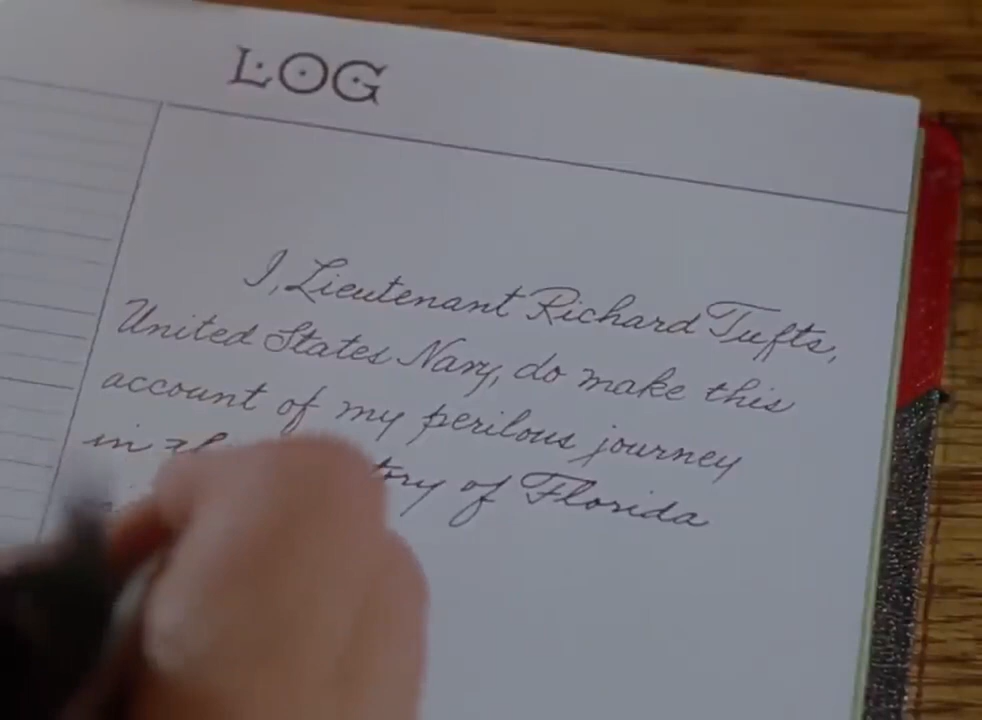 LOG
I, Lieutenant Richard Tufts,
United States Navy, do make this
account of my perilous journey
in of Florida